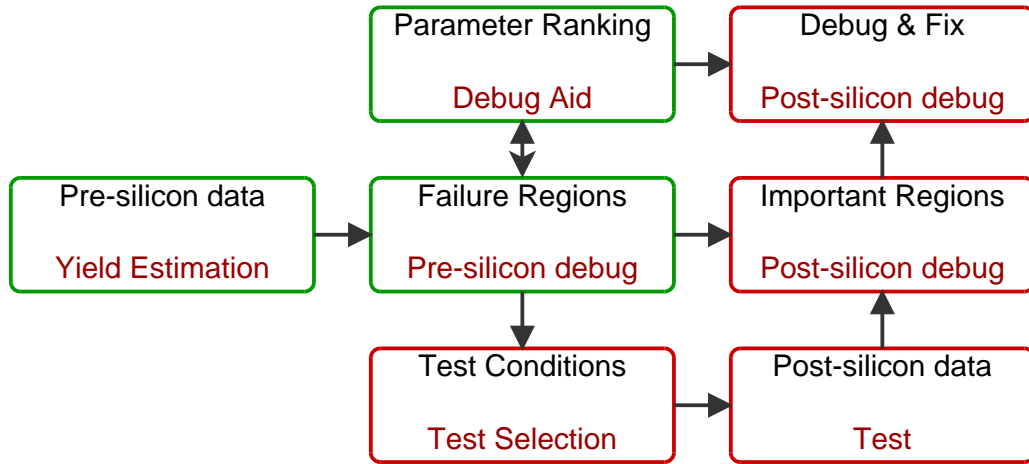 Parameter Ranking
Debug Aid
Debug & Fix
Post-silicon debug
Pre-silicon data
Yield Estimation
Failure Regions
Pre-silicon debug
Important Regions
Post-silicon debug
Test Conditions
Test Selection
Post-silicon data
Test